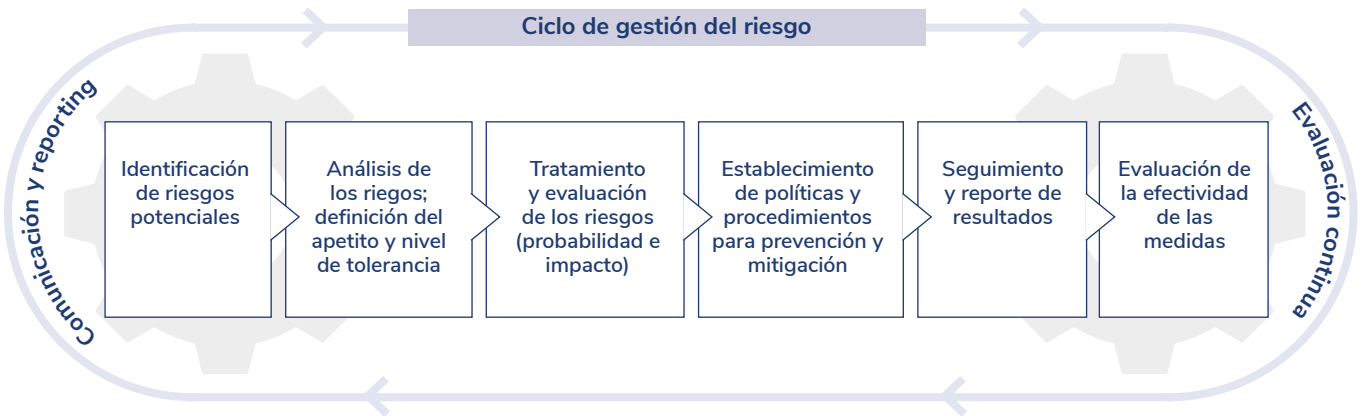 Ciclo de gestión del riesgo
Comunicación y reporting
Identificación
de riesgos
potenciales
Análisis de
los riegos;
definición del
apetito y nivel
de tolerancia
Tratamiento
y evaluación
de los riesgos
(probabilidad e
impacto)
Establecimiento
de políticas y
procedimientos
para prevención y
mitigación
Seguimiento
y reporte de
resultados
Evaluación de
la efectividad
de las
medidas
Evaluación continua